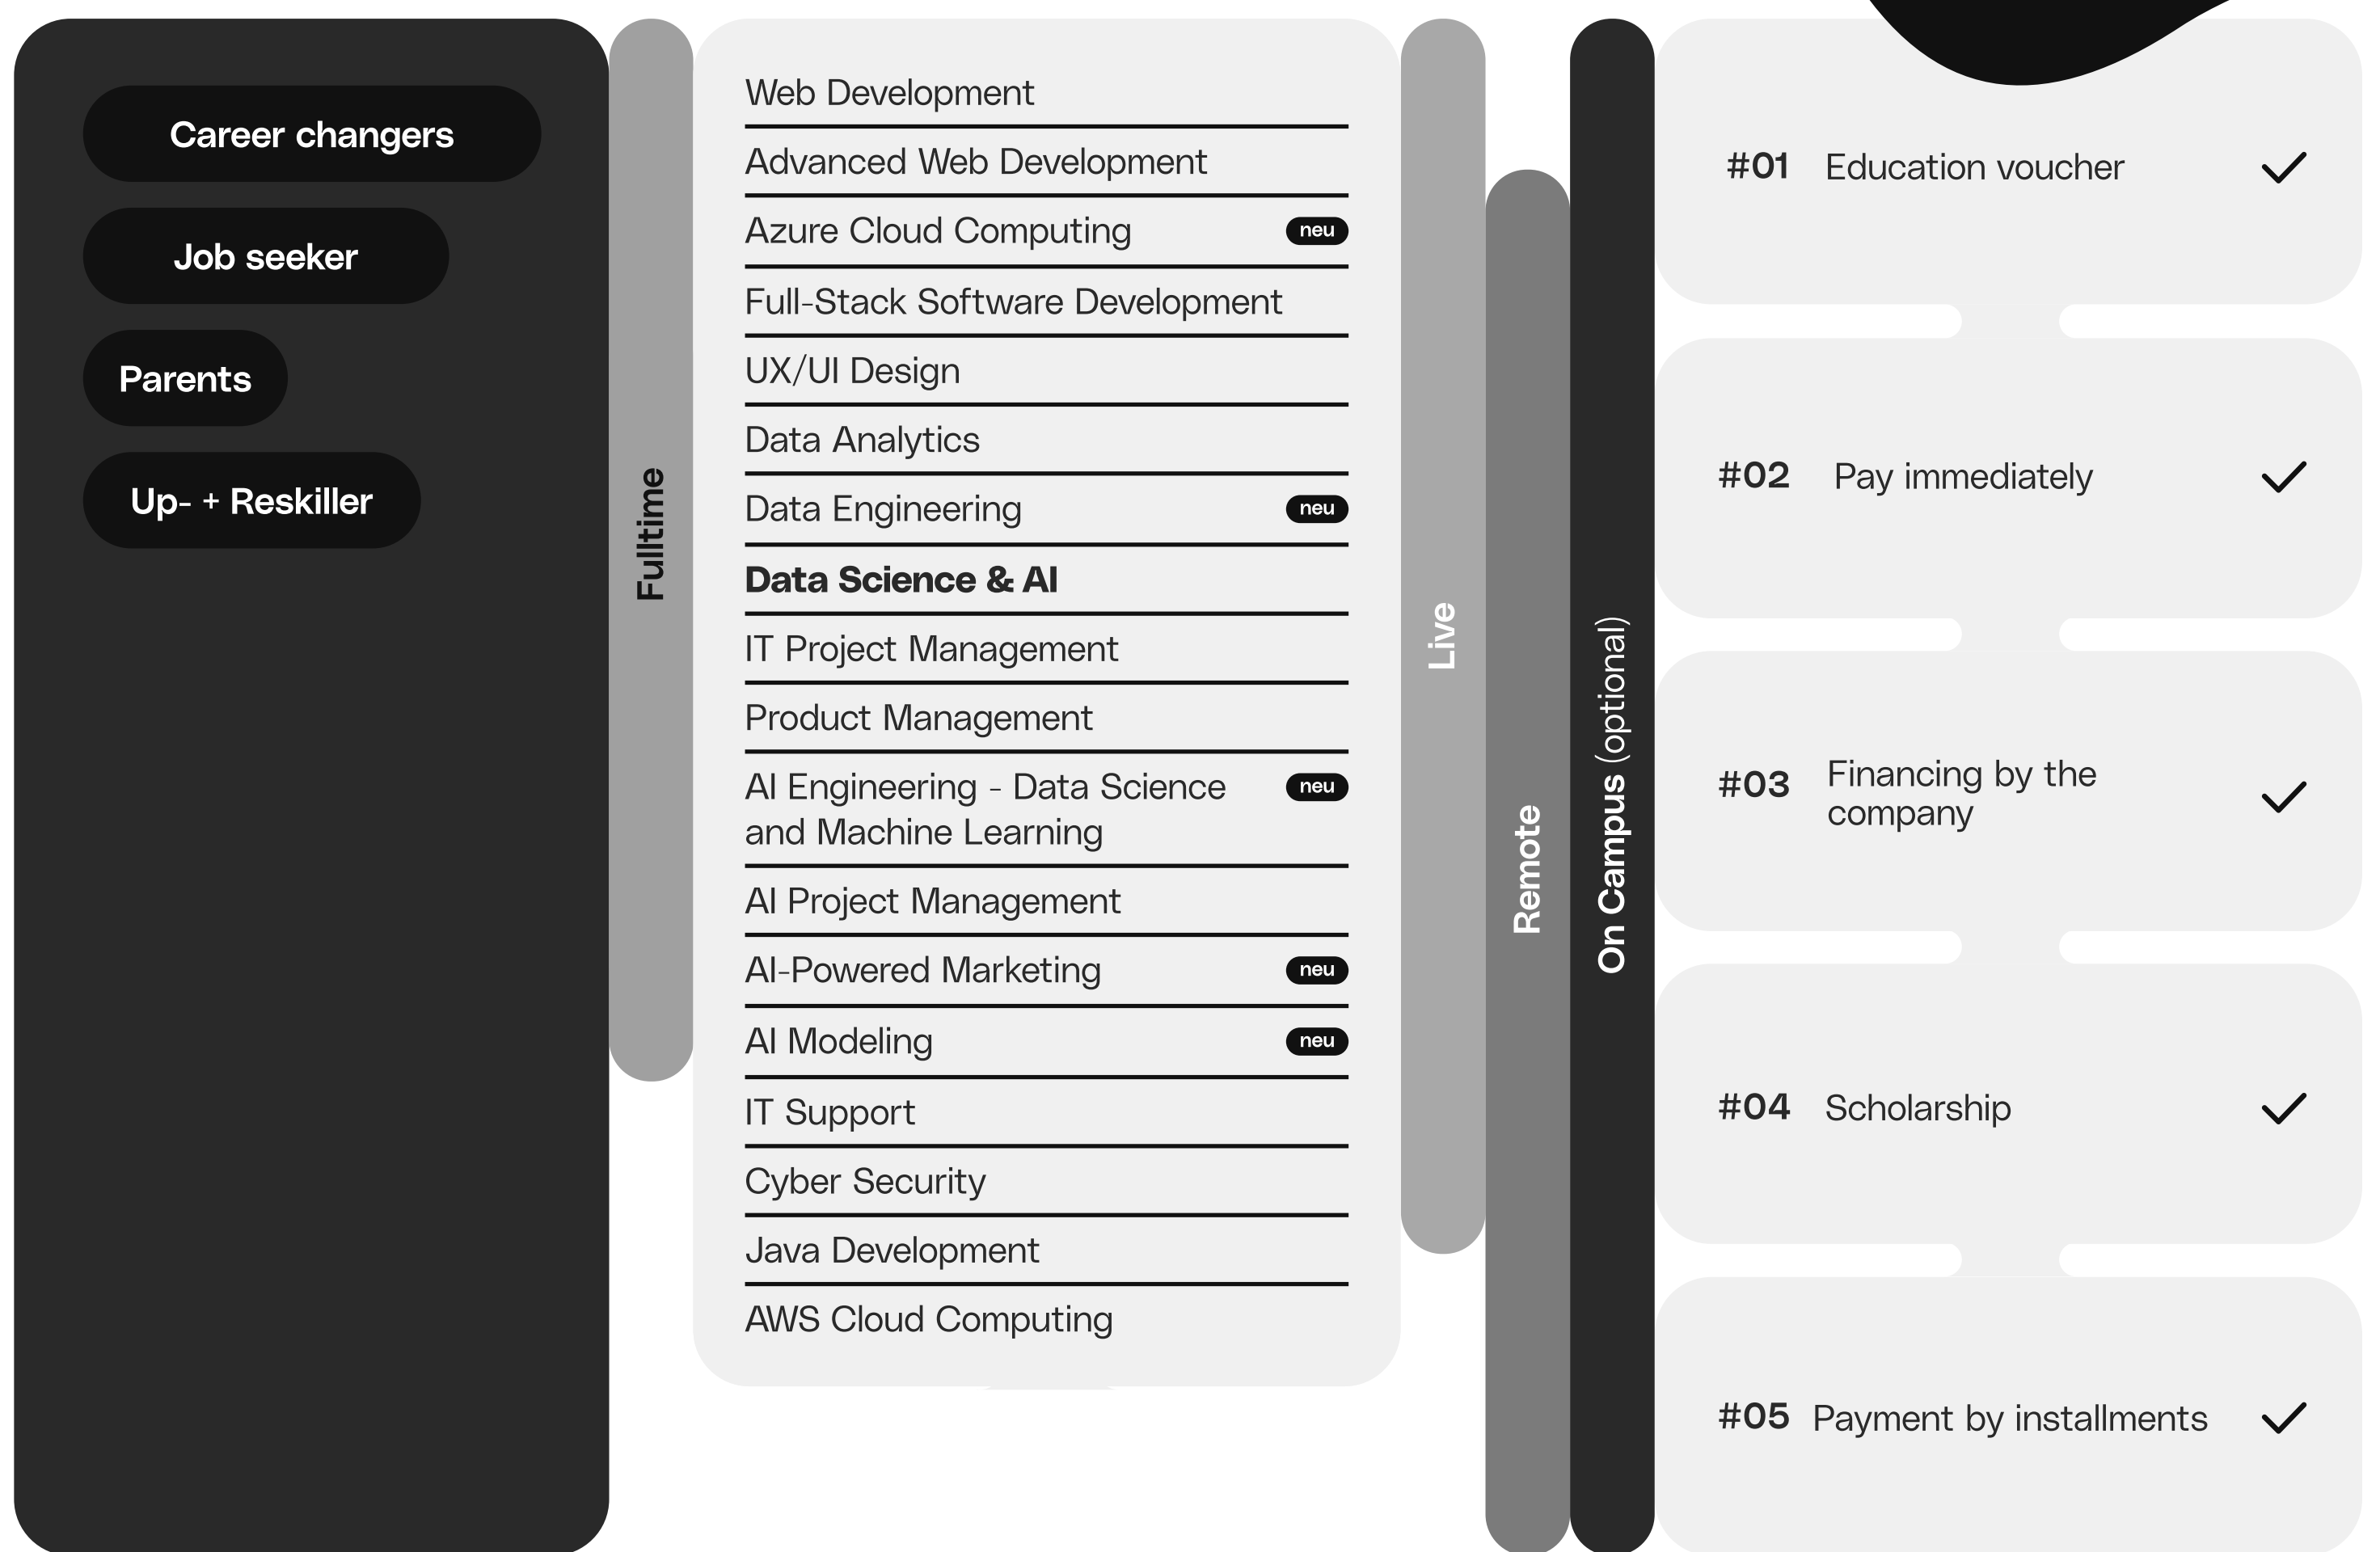 Career changers
Job seeker
Parents
Up- + Reskiller
Fulltime
Web Development
Advanced Web Development
Azure Cloud Computing neu
Full-Stack Software Development
UX/UI Design
Data Analytics
Data Engineering neu
Data Science & AI
IT Project Management
Product Management
AI Engineering - Data Science neu
and Machine Learning
AI Project Management
AI-Powered Marketing neu
AI Modeling neu
IT Support
Cyber Security
Java Development
AWS Cloud Computing
Live
Remote
On Campus (optional)
#01 Education voucher
#02 Pay immediately
#03 Financing by the
company
#04 Scholarship
#05 Payment by installments